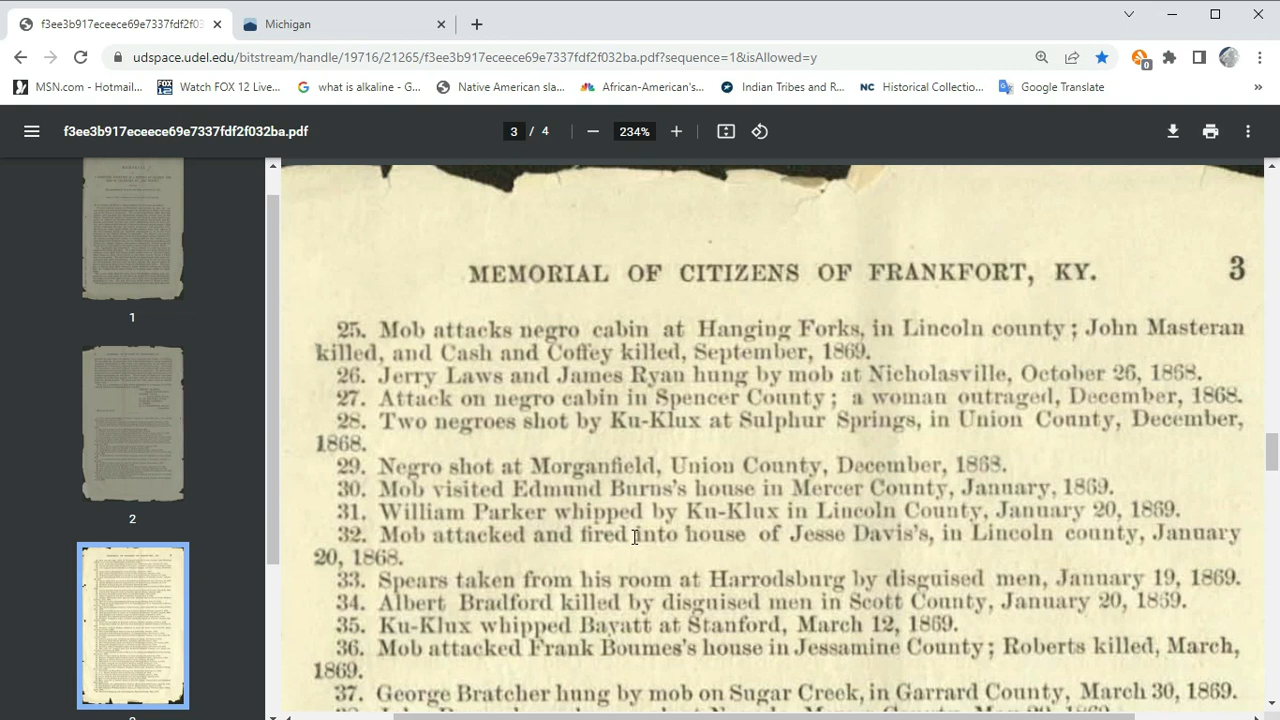 f3ee3b917eceece69e7337fdf2f03
Michigan
udspace.udel.edu/bitstream/handle/19716/21265/f3ee3b917eceece69e7337fdf2f032ba.pdf?sequence=1&isAllowed=y
0
MSN.com - Hotmail... Watch FOX 12 Live... what is alkaline - G... Native American sla... African-American's... Indian Tribes and R... Historical Collectio... Google Translate »
f3ee3b917eceece69e7337fdf2f032ba.pdf 3 / 4 234%
1
2
MEMORIAL OF CITIZENS OF FRANKFORT, KY. 3
25. Mob attacks negro cabin at Hanging Forks, in Lincoln county; John Masteran
killed, and Cash and Coffey killed, September, 1869.
26. Jerry Laws and James Ryan hung by mob at Nicholasville, October 26, 1868.
27. Attack on negro cabin in Spencer County; a woman outraged, December, 1868.
28. Two negroes shot by Ku-Klux at Sulphur Springs, in Union County, December,
1868.
29. Negro shot at Morganfield, Union County, December, 1868.
30. Mob visited Edmund Burns's house in Mercer County, January, 1869.
31. William Parker whipped by Ku-Klux in Lincoln County, January 20, 1869.
32. Mob attacked and fired into house of Jesse Davis's, in Lincoln county, January
20, 1868.
33. Spears taken from his room at Harrodsburg by disguised men, January 19, 1869.
34. Albert Bradford killed by disguised men in Scott County, January 20, 1869.
35. Ku-Klux whipped at Stanford, March 12, 1869.
36. Mob attacked Frank Boumes's house in Jessamine County; Roberts killed, March,
1869.
37. George Bratcher hung by mob on Sugar Creek, in Garrard County, March 30, 1869.